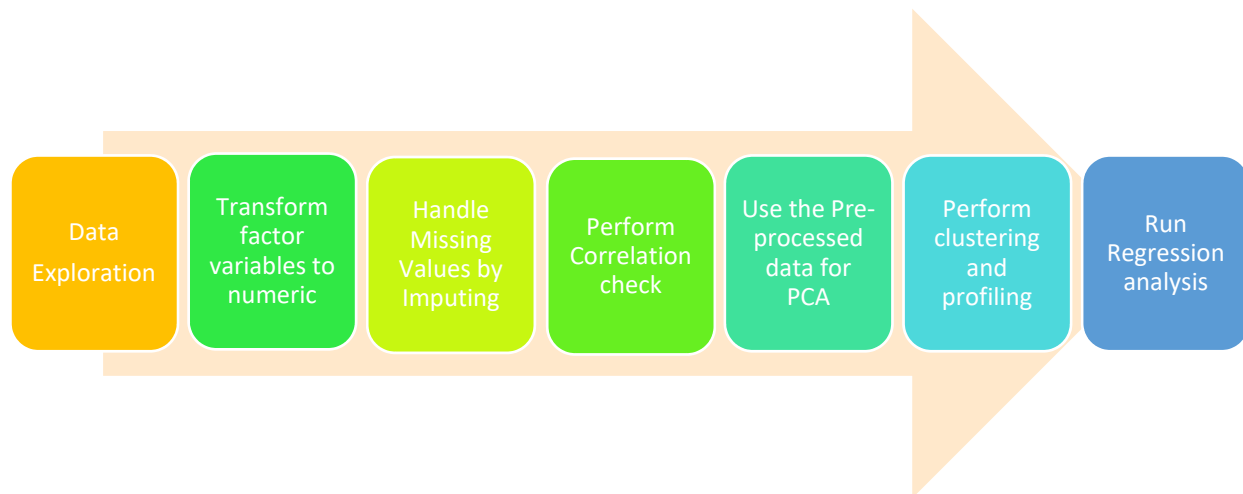 Data
Exploration
Transform
factor
variables to
numeric
Handle
Missing
Values by
Imputing
Perform
Correlation
check
Use the Pre-
processed
data for
PCA
Perform
clustering
and
profiling
Run
Regression
analysis